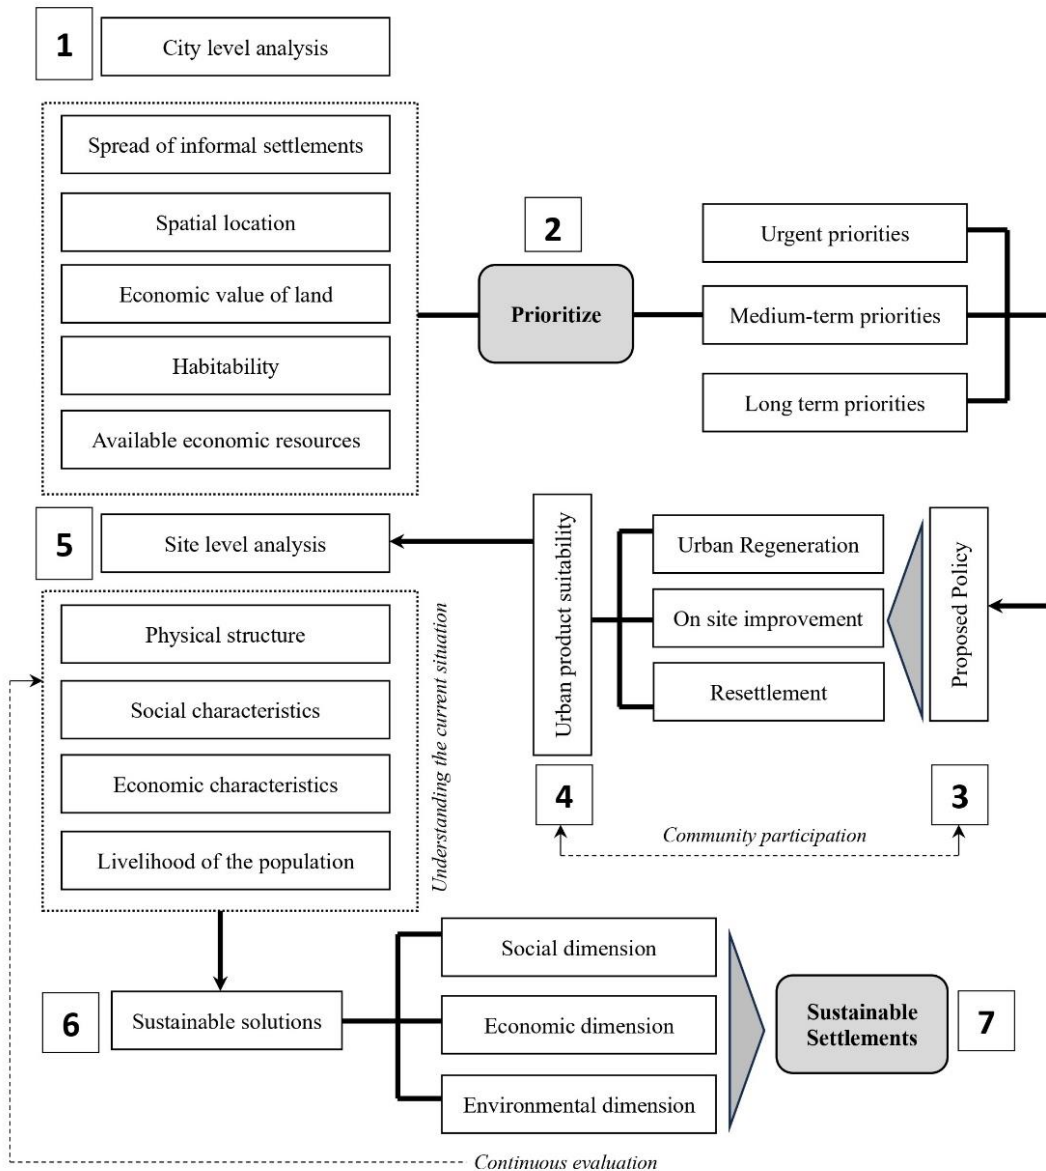 1
City level analysis
Spread of informal settlements
Spatial location
Economic value of land
Habitability
Available economic resources
2
Prioritize
Urgent priorities
Medium-term priorities
Long term priorities
3
Proposed Policy
Urban Regeneration
On site improvement
Resettlement
4
Urban product suitability
Community participation
5
Site level analysis
Physical structure
Social characteristics
Economic characteristics
Livelihood of the population
Understanding the current situation
6
Sustainable solutions
Social dimension
Economic dimension
Environmental dimension
Sustainable
Settlements
7
Continuous evaluation